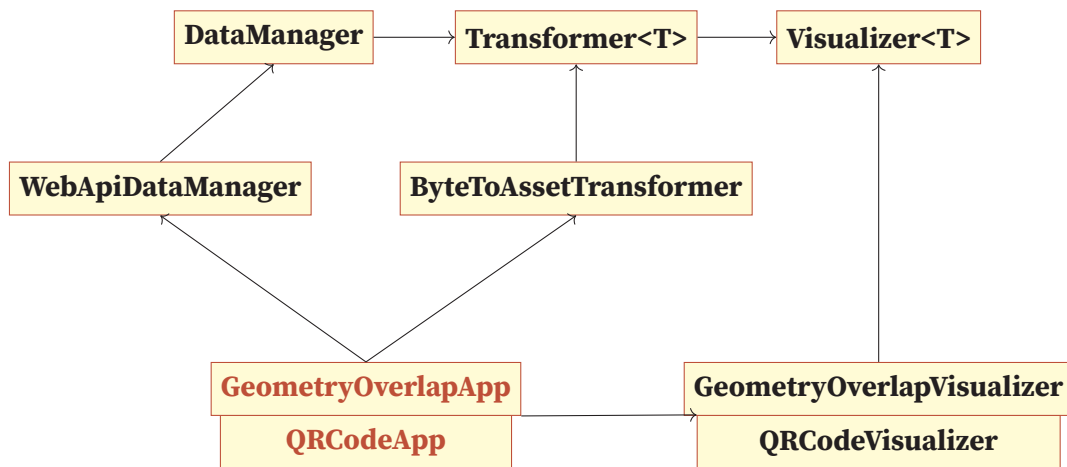 DataManager
Transformer<T>
Visualizer<T>
WebApiDataManager
ByteToAssetTransformer
GeometryOverlapApp
GeometryOverlapVisualizer
QRCodeApp
QRCodeVisualizer